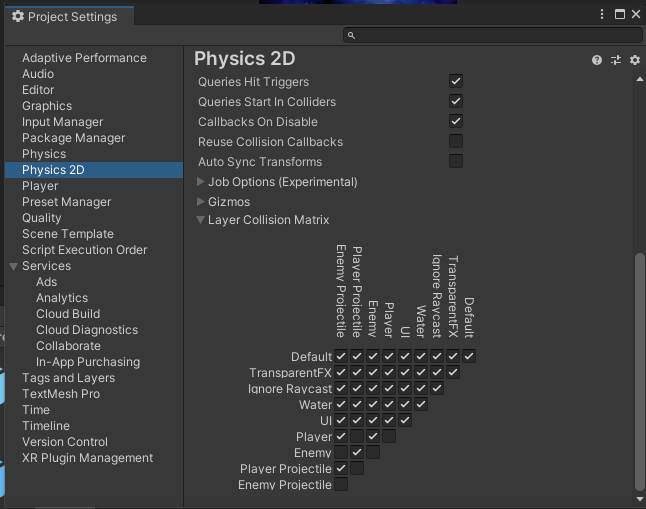 Project Settings
Adaptive Performance
Audio
Editor
Graphics
Input Manager
Package Manager
Physics
Physics 2D
Player
Preset Manager
Quality
Scene Template
Script Execution Order
Services
Ads
Analytics
Cloud Build
Cloud Diagnostics
Collaborate
In-App Purchasing
Tags and Layers
TextMesh Pro
Time
Timeline
Version Control
XR Plugin Management
Physics 2D
Queries Hit Triggers
Queries Start In Colliders
Callbacks On Disable
Reuse Collision Callbacks
Auto Sync Transforms
Job Options (Experimental)
Gizmos
Layer Collision Matrix
Enemy Projectile
Player Projectile
Enemy
Player
UI
Water
Ignore Raycast
TransparentFX
Default
Default
TransparentFX
Ignore Raycast
Water
UI
Player
Enemy
Player Projectile
Enemy Projectile